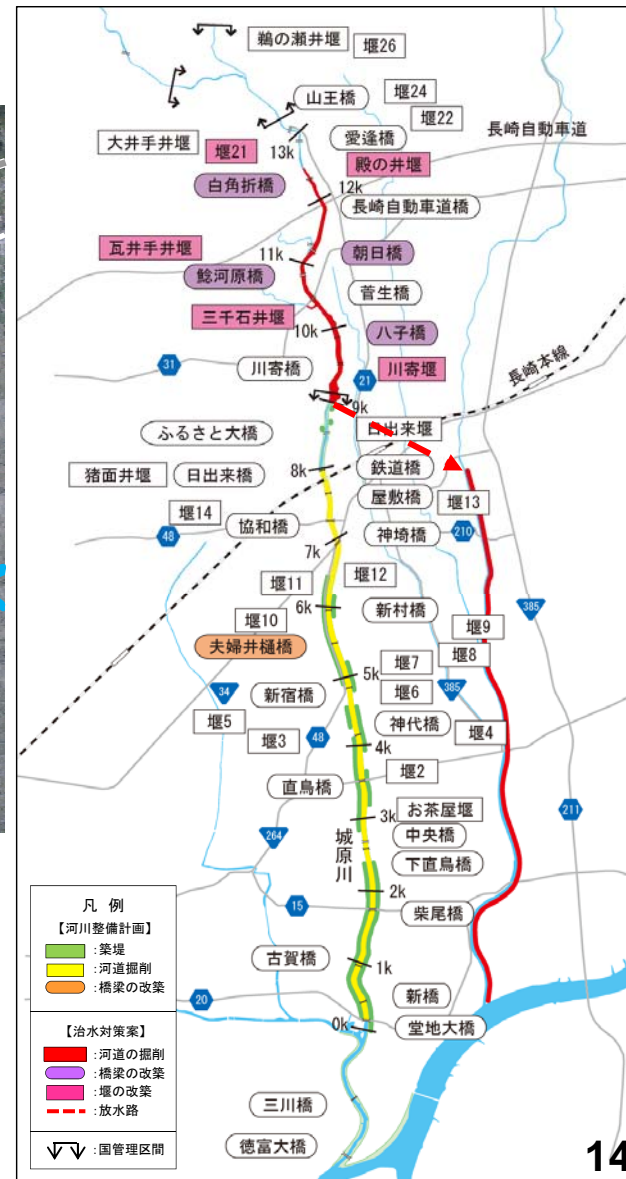 鵜の瀬井堰
堰26
山王橋
堰24
堰22
大井手井堰
13k
愛逢橋
長崎自動車道
堰21
殿の井堰
白角折橋
12k
長崎自動車道橋
瓦井手井堰
11k
朝日橋
鯰河原橋
菅生橋
三千石井堰
10k
八子橋
31
川寄橋
21
川寄堰
長崎本線
9k
ふるさと大橋
日出来堰
猪面井堰
日出来橋
8k
鉄道橋
屋敷橋
堰13
堰14
48
協和橋
7k
神埼橋
210
堰11
堰12
385
堰10
6k
新村橋
堰9
夫婦井樋橋
堰8
堰7
5k
34
新宿橋
堰6
385
堰5
堰3
48
4k
神代橋
堰4
堰2
直鳥橋
211
3k
お茶屋堰
264
城原川
中央橋
下直鳥橋
2k
15
柴尾橋
古賀橋
1k
20
新橋
0k
堂地大橋
三川橋
徳富大橋
凡 例
【河川整備計画】
:築堤
:河道掘削
:橋梁の改築
【治水対策案】
:河道の掘削
:橋梁の改築
:堰の改築
:放水路
:国管理区間
14